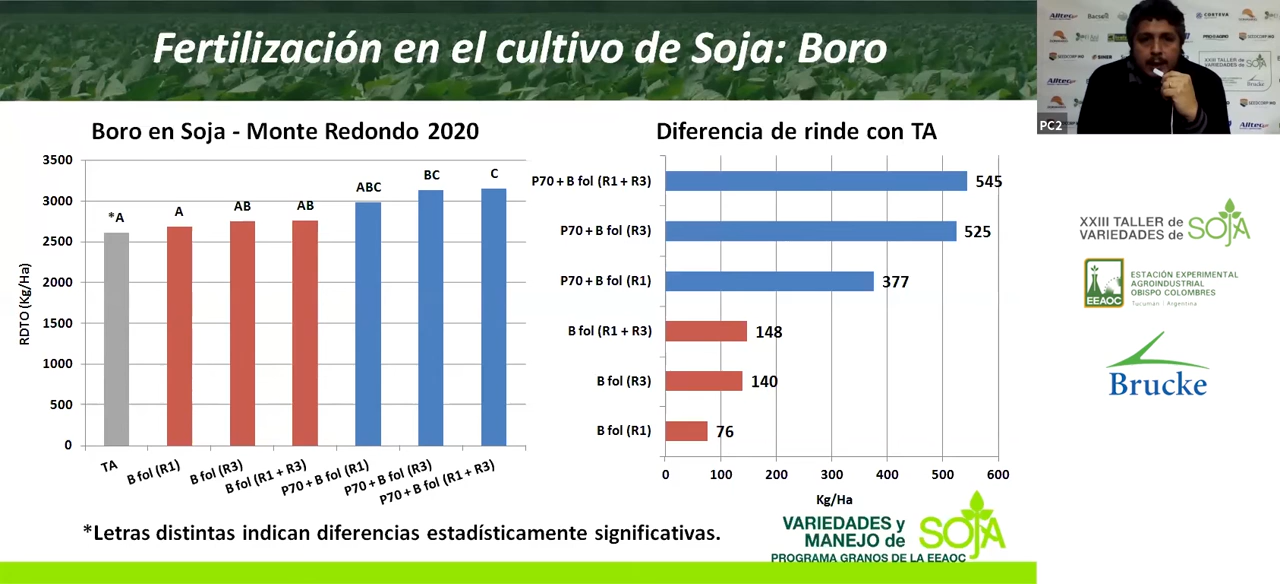 Fertilización en el cultivo de Soja: Boro
Boro en Soja - Monte Redondo 2020
RDTO (Kg/Ha)
3500
3000
2500
2000
1500
1000
500
0
*A
A
AB
AB
ABC
BC
C
TA
B fol (R1)
B fol (R3)
B fol (R1 + R3)
P70 + B fol (R1)
P70 + B fol (R3)
P70 + B fol (R1 + R3)
Diferencia de rinde con TA
P70 + B fol (R1 + R3)
545
P70 + B fol (R3)
525
P70 + B fol (R1)
377
B fol (R1 + R3)
148
B fol (R3)
140
B fol (R1)
76
0 100 200 300 400 500 600
Kg/Ha
*Letras distintas indican diferencias estadísticamente significativas.
VARIEDADES y
MANEJO de SOJA
PROGRAMA GRANOS DE LA EEAOC
PC2
XXIII TALLER de
VARIEDADES de SOJA
EEAOC
ESTACIÓN EXPERIMENTAL
AGROINDUSTRIAL
OBISPO COLOMBRES
Tucumán | Argentina
Brucke